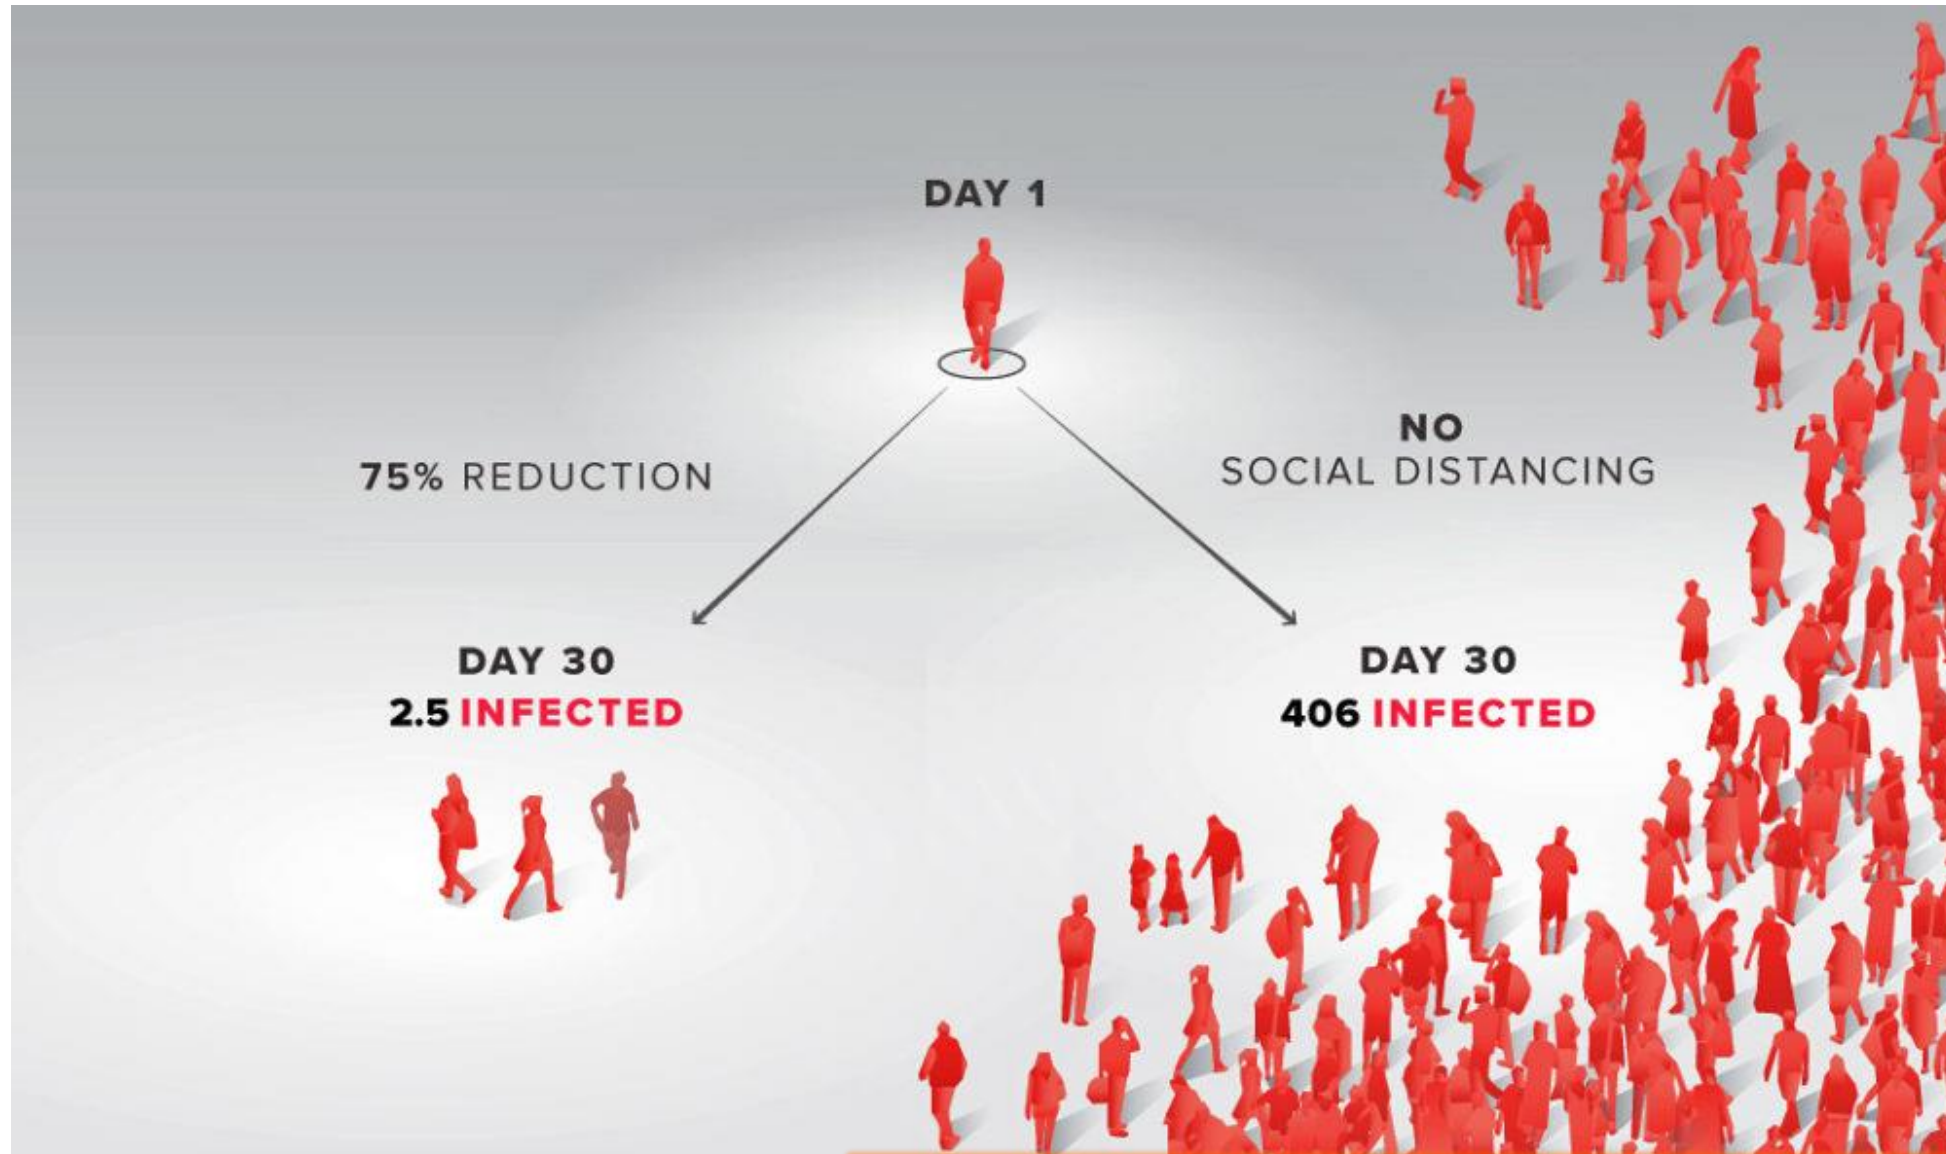 DAY 1
75% REDUCTION
NO
SOCIAL DISTANCING
DAY 30
2.5 INFECTED
DAY 30
406 INFECTED